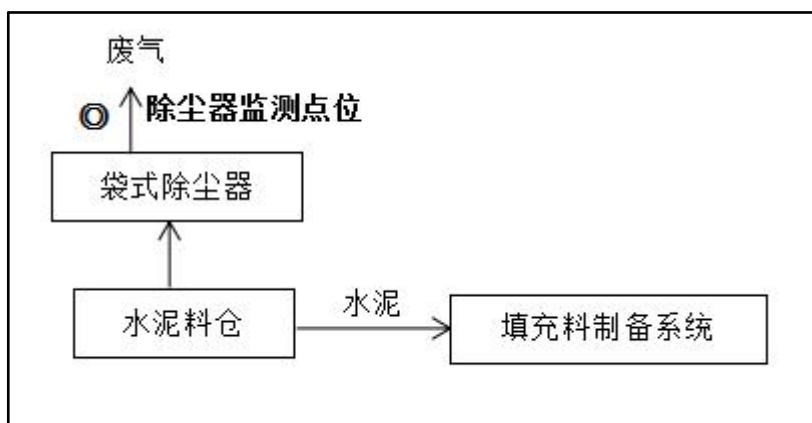 废气
◎ 除尘器监测点位
袋式除尘器
水泥料仓
水泥
填充料制备系统